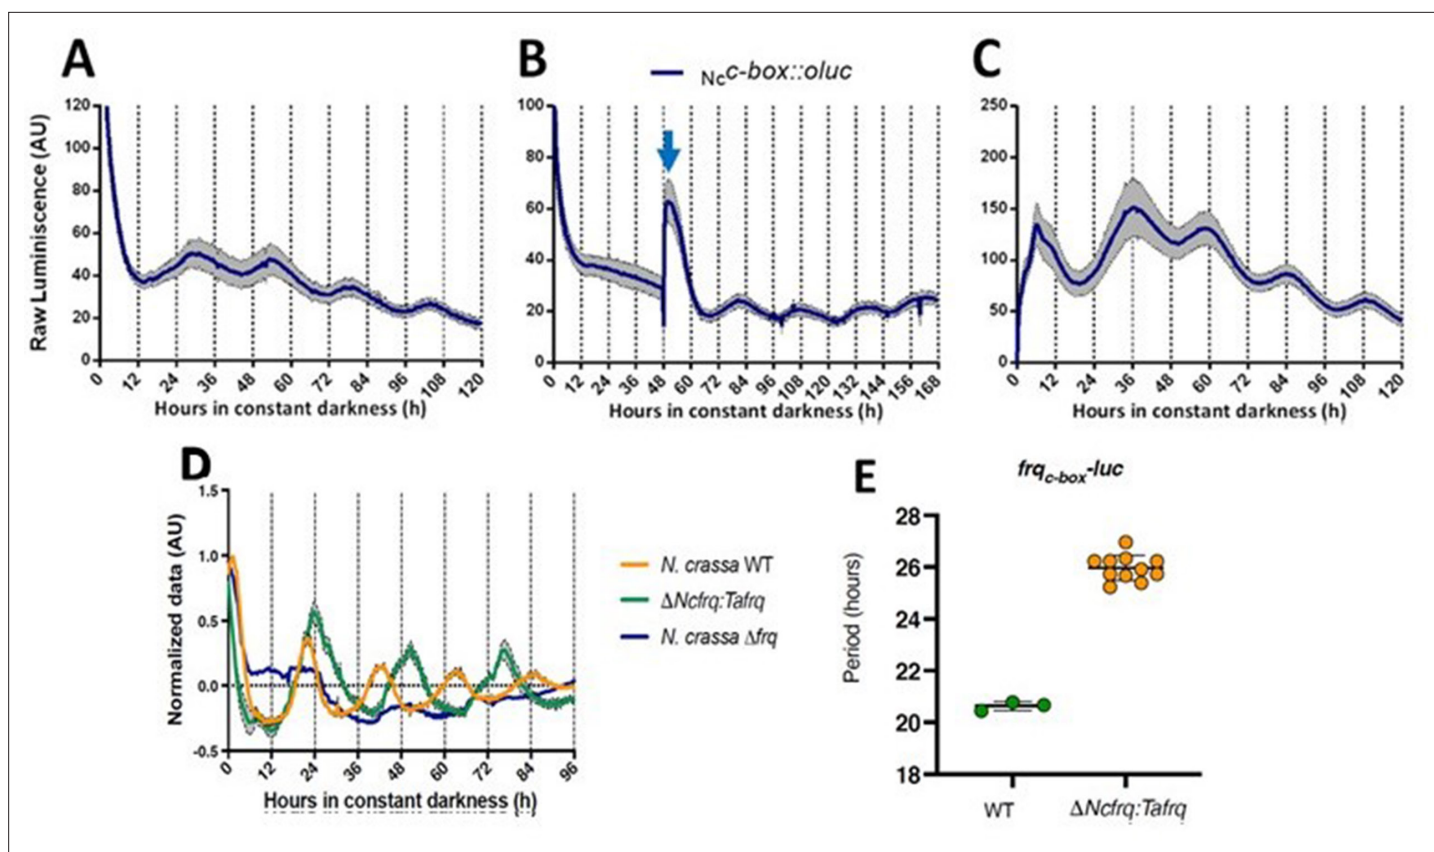 A
B
C
Ncc-box::oluc
Raw Luminiscence (AU)
120
100
80
60
40
20
0
0 12 24 36 48 60 72 84 96 108 120
Hours in constant darkness (h)
100
80
60
40
20
0
0 12 24 36 48 60 72 84 96 108 120 132 144 156 168
Hours in constant darkness (h)
250
200
150
100
50
0
0 12 24 36 48 60 72 84 96 108 120
Hours in constant darkness (h)
D
Normalized data (AU)
1.5
1.0
0.5
0.0
-0.5
0 12 24 36 48 60 72 84 96
Hours in constant darkness (h)
N. crassa WT
ΔNcfrq:Tafrq
N. crassa Δfrq
E
frqc-box-luc
Period (hours)
28
26
24
22
20
18
WT ΔNcfrq:Tafrq